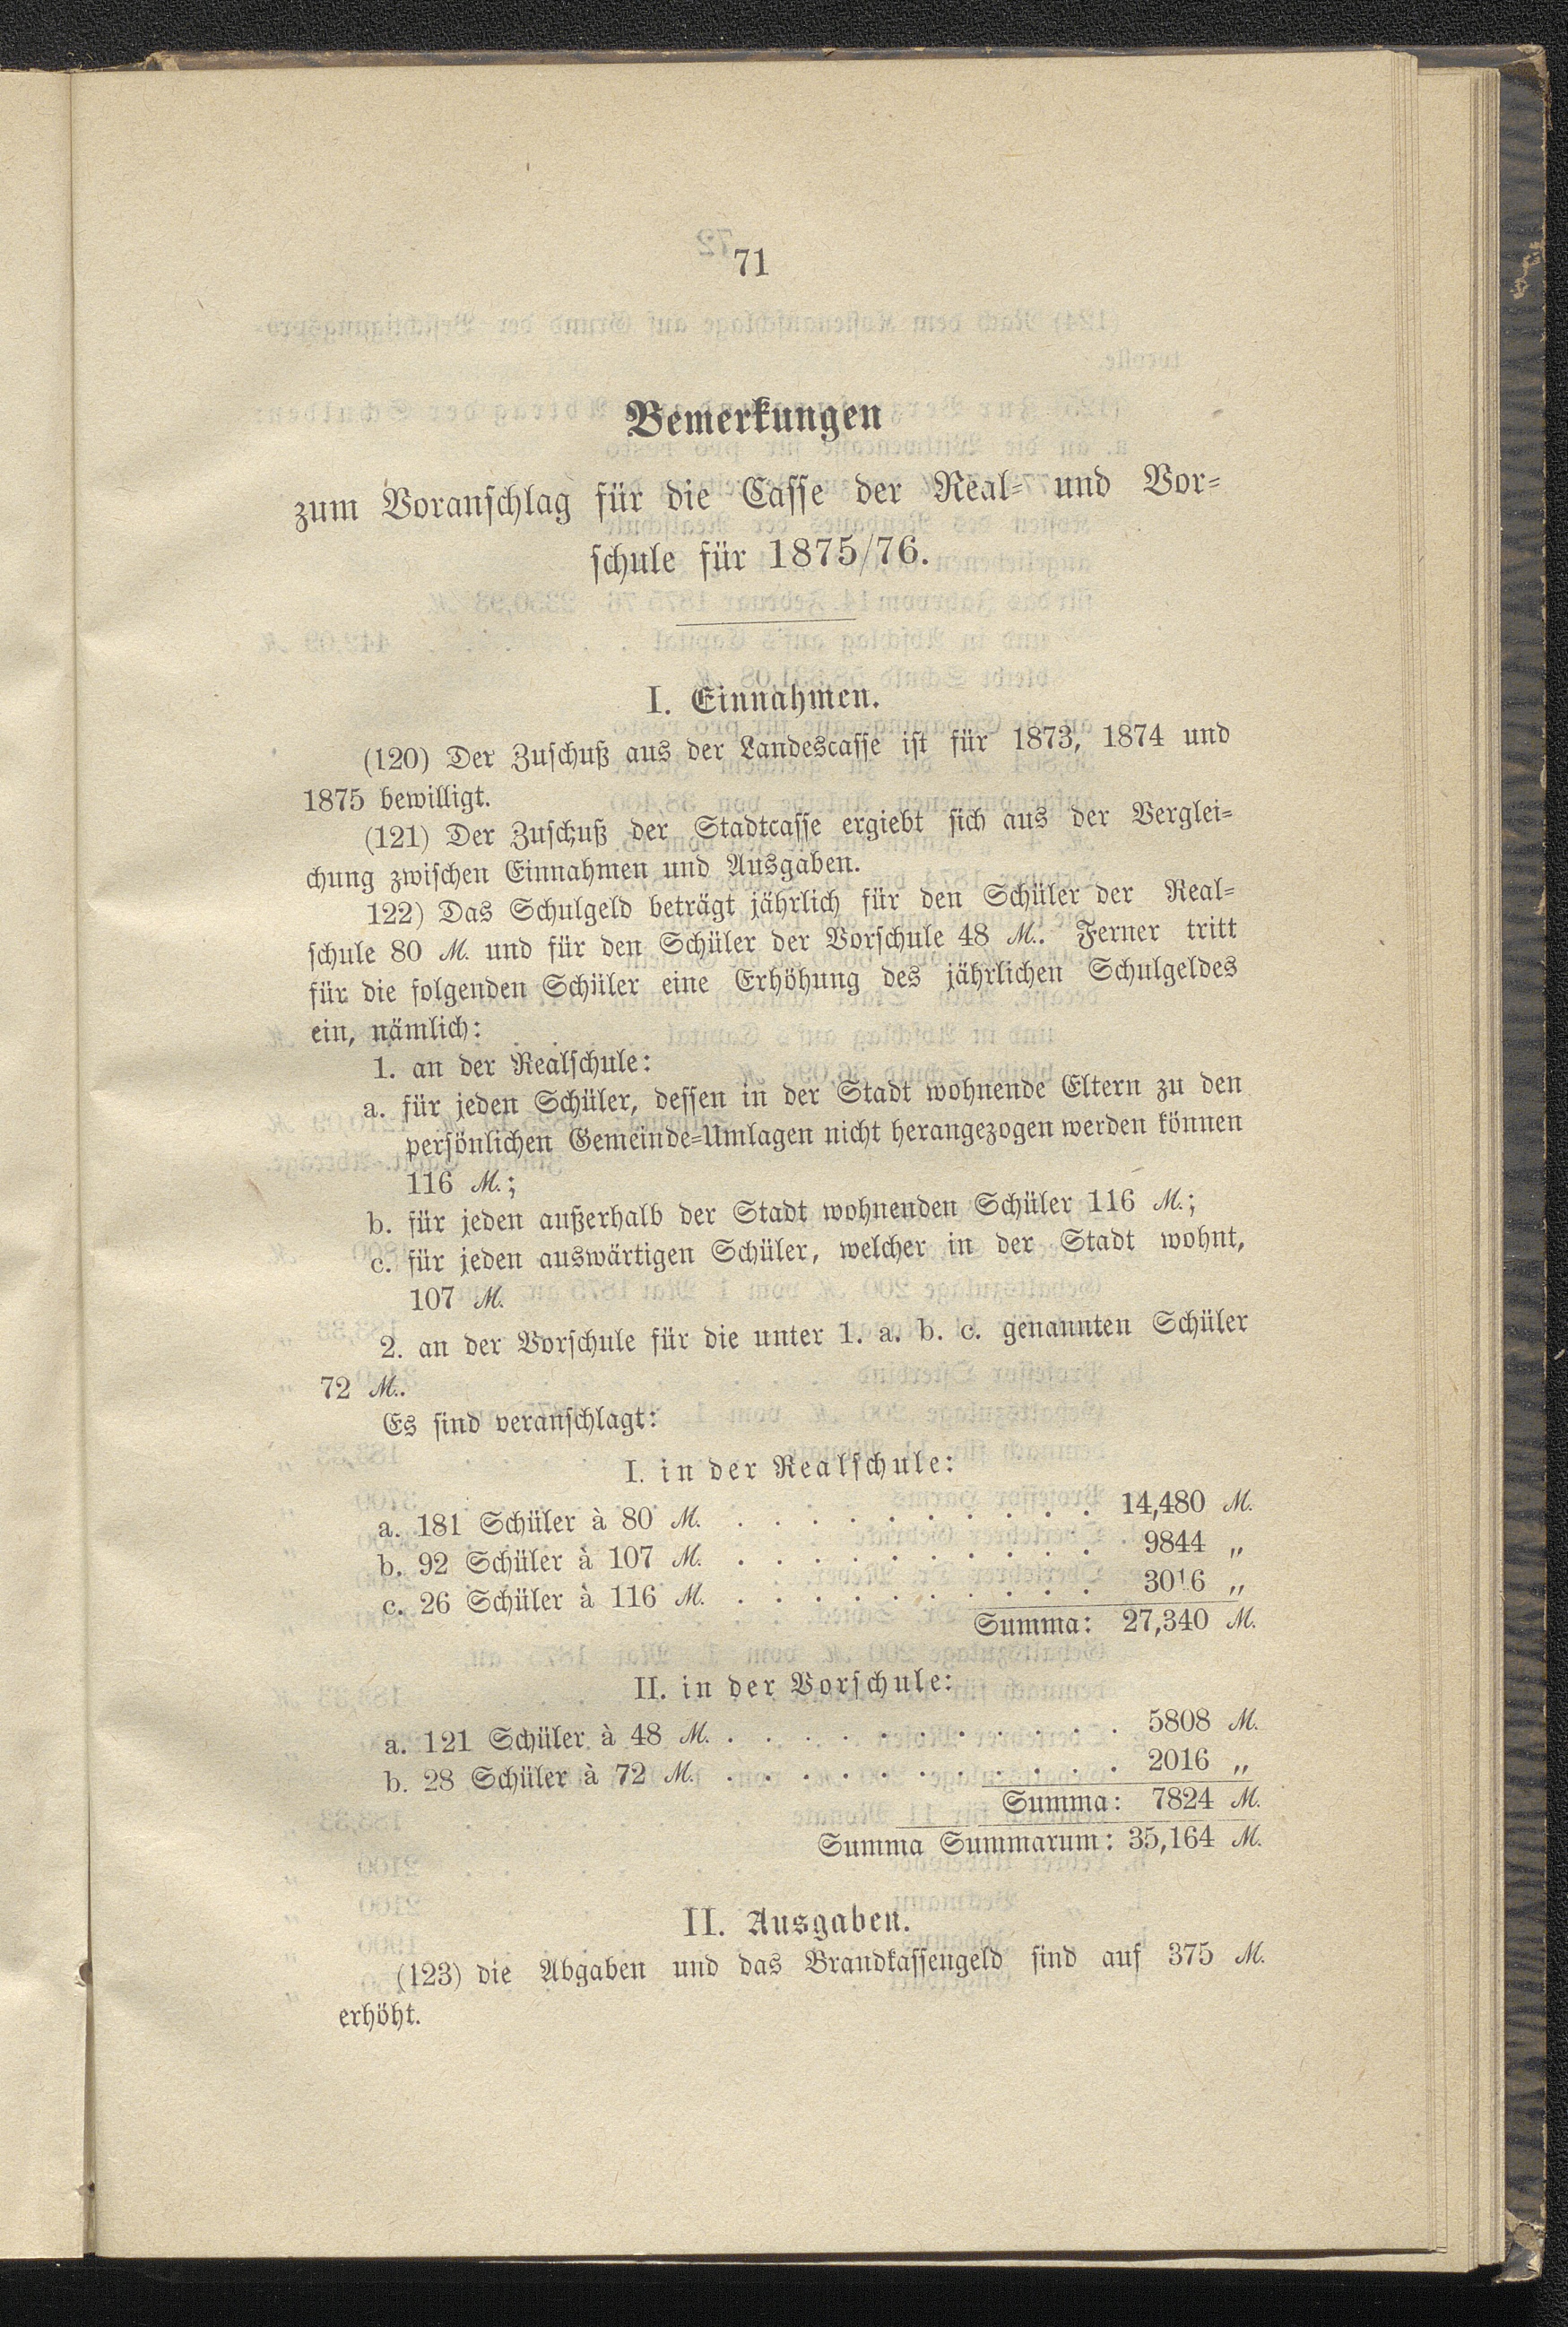 71
Bemerkungen
zum Voranschlag für die Casse der Real- und Vor-
schule für 1875/76.
I. Einnahmen.
(120) Der Zuschuß aus der Landescasse ist für 1873, 1874 und
1875 bewilligt.
(121) Der Zuschuß der Stadtcasse ergiebt sich aus der Verglei-
chung zwischen Einnahmen und Ausgaben.
122) Das Schulgeld beträgt jährlich für den Schüler der Real-
schule 80 M. und für den Schüler der Vorschule 48 M.. Ferner tritt
für die folgenden Schüler eine Erhöhung des jährlichen Schulgeldes
ein, nämlich:
1. an der Realschule:
a. für jeden Schüler, dessen in der Stadt wohnende Eltern zu den
persönlichen Gemeinde-Umlagen nicht herangezogen werden können
116 M.;
b. für jeden außerhalb der Stadt wohnenden Schüler 116 M.;
c. für jeden auswärtigen Schüler, welcher in der Stadt wohnt,
107 M.
2. an der Vorschule für die unter 1. a. b. c. genannten Schüler
72 M..
Es sind veranschlagt:
I. in der Realschule:
a. 181 Schüler à 80 M. . . . . . . . . . . 14,480 M.
b. 92 Schüler à 107 M. . . . . . . . . . . 9844 „
c. 26 Schüler à 116 M. . . . . . . . . . . 3016 „
Summa: 27,340 M.
II. in der Vorschule:
a. 121 Schüler à 48 M. . . . . . . . . . . . 5808 M.
b. 28 Schüler à 72 M. . . . . . . . . . . . 2016 „
Summa: 7824 M.
Summa Summarum: 35,164 M.
II. Ausgaben.
(123) die Abgaben und das Brandkassengeld sind auf 375 M.
erhöht.